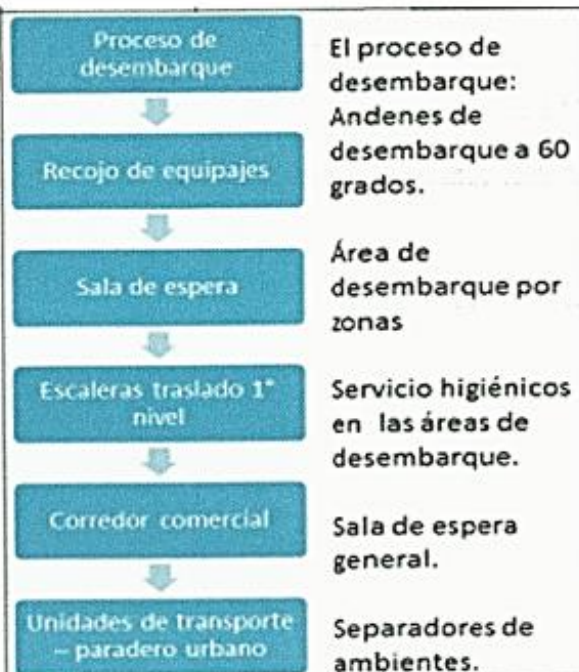 Proceso de
desembarque
Recojo de equipajes
Sala de espera
Escaleras traslado 1°
nivel
Corredor comercial
Unidades de transporte
– paradero urbano
El proceso de
desembarque:
Andenes de
desembarque a 60
grados.
Área de
desembarque por
zonas
Servicio higiénicos
en las áreas de
desembarque.
Sala de espera
general.
Separadores de
ambientes.